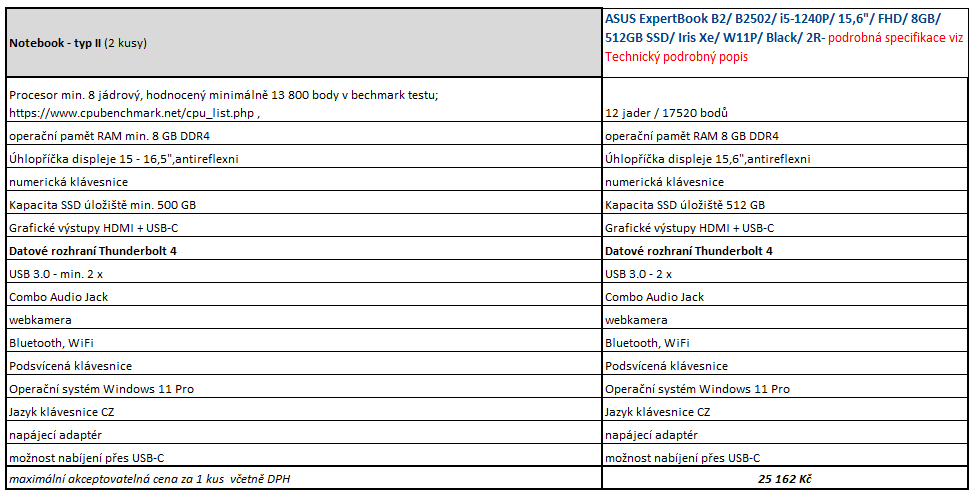 Notebook - typ II (2 kusy)
ASUS ExpertBook B2/ B2502/ i5-1240P/ 15,6"/ FHD/ 8GB/
512GB SSD/ Iris Xe/ W11P/ Black/ 2R- podrobná specifikace viz
Technický podrobný popis
Procesor min. 8 jádrový, hodnocený minimálně 13 800 body v bechmark testu;
https://www.cpubenchmark.net/cpu_list.php ,
12 jader / 17520 bodů
operační pamět RAM min. 8 GB DDR4
operační pamět RAM 8 GB DDR4
Úhlopříčka displeje 15 - 16,5",antireflexni
Úhlopříčka displeje 15,6",antireflexni
numerická klávesnice
numerická klávesnice
Kapacita SSD úložiště min. 500 GB
Kapacita SSD úložiště 512 GB
Grafické výstupy HDMI + USB-C
Grafické výstupy HDMI + USB-C
Datové rozhraní Thunderbolt 4
Datové rozhraní Thunderbolt 4
USB 3.0 - min. 2 x
USB 3.0 - 2 x
Combo Audio Jack
Combo Audio Jack
webkamera
webkamera
Bluetooth, WiFi
Bluetooth, WiFi
Podsvícená klávesnice
Podsvícená klávesnice
Operační systém Windows 11 Pro
Operační systém Windows 11 Pro
Jazyk klávesnice CZ
Jazyk klávesnice CZ
napájecí adaptér
napájecí adaptér
možnost nabíjení přes USB-C
možnost nabíjení přes USB-C
maximální akceptovatelná cena za 1 kus včetně DPH
25 162 Kč